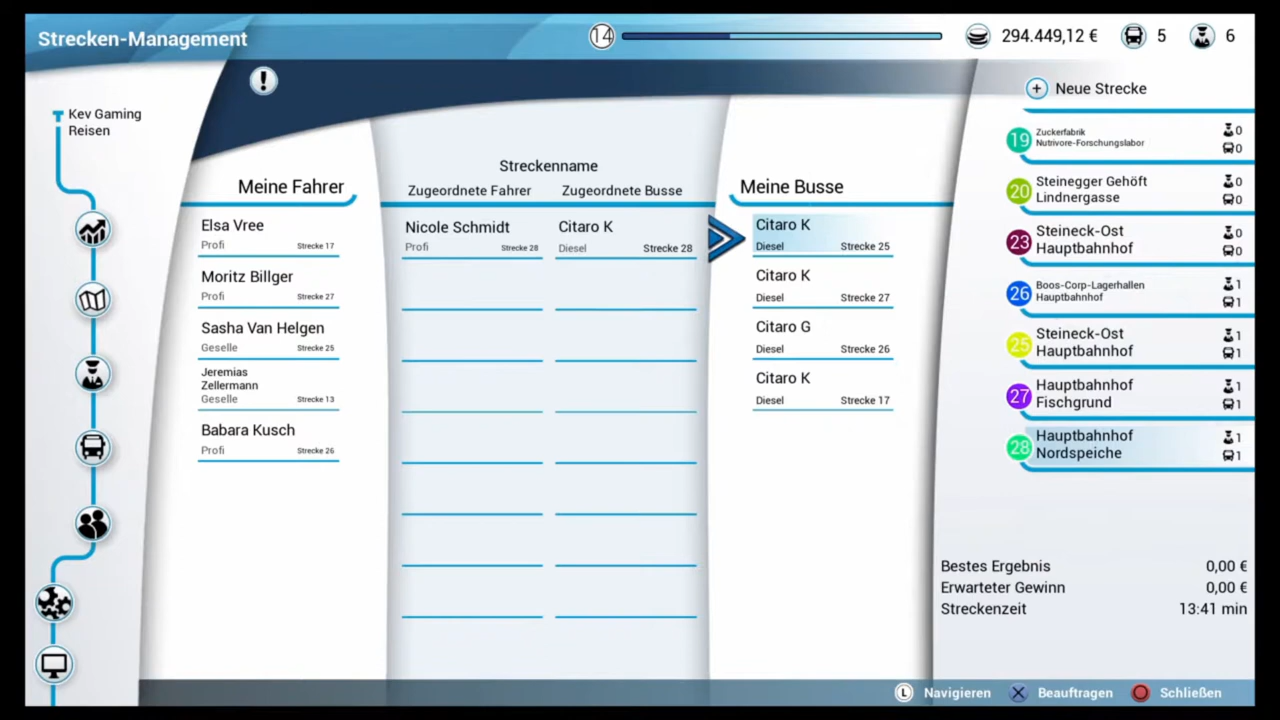 Strecken-Management
14
294.449,12 €
5
6
Kev Gaming
Reisen
!
Meine Fahrer
Elsa Vree
Profi Strecke 17
Moritz Billger
Profi Strecke 27
Sasha Van Helgen
Geselle Strecke 25
Jeremias
Zellermann
Geselle Strecke 13
Babara Kusch
Profi Strecke 26
Streckenname
Zugeordnete Fahrer Zugeordnete Busse
Nicole Schmidt Citaro K
Profi Strecke 28 Diesel Strecke 28
Meine Busse
Citaro K
Diesel Strecke 25
Citaro K
Diesel Strecke 27
Citaro G
Diesel Strecke 26
Citaro K
Diesel Strecke 17
+ Neue Strecke
19 Zuckerfabrik 0
Nutrivore-Forschungslabor 0
20 Steinegger Gehöft 0
Lindnergasse 0
23 Steineck-Ost 0
Hauptbahnhof 0
26 Boos-Corp-Lagerhallen 1
Hauptbahnhof 1
25 Steineck-Ost 1
Hauptbahnhof 1
27 Hauptbahnhof 1
Fischgrund 1
28 Hauptbahnhof 1
Nordspeiche 1
Bestes Ergebnis 0,00 €
Erwarteter Gewinn 0,00 €
Streckenzeit 13:41 min
L Navigieren Beauftragen Schließen